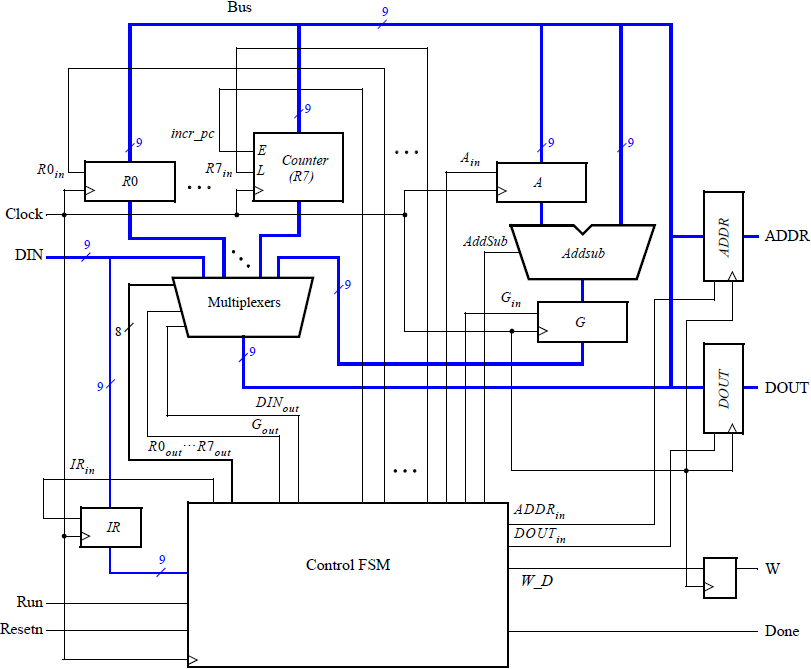 Bus
9
9
9
9
9
incr_pc
E
L
Counter
(R7)
R0in
R0
R7in
Ain
A
Clock
DIN
9
AddSub
Addsub
ADDR
ADDR
Multiplexers
9
Gin
G
8
9
9
DOUT
DOUT
DINout
Gout
R0out ··· R7out
IRin
IR
9
Control FSM
ADDRin
DOUTin
W_D
W
Run
Resetn
Done